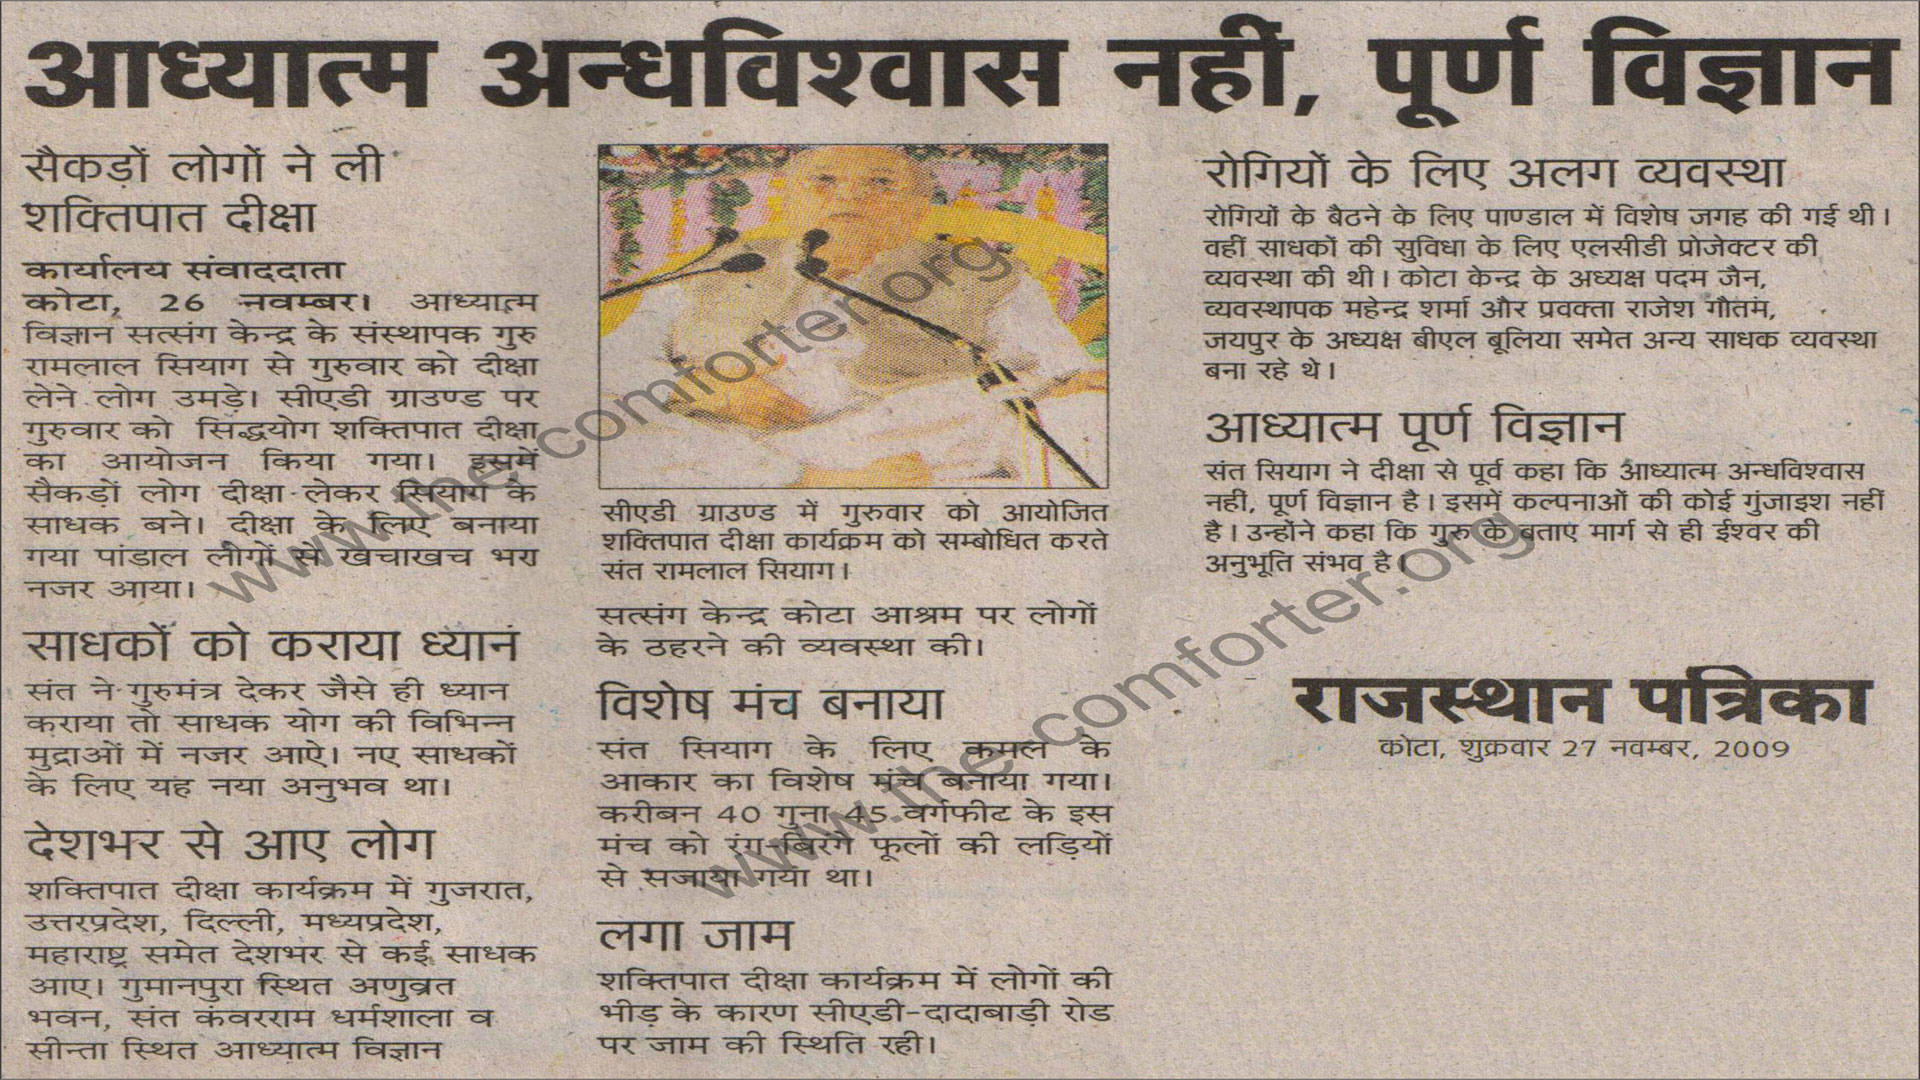 आध्यात्म अन्धविश्वास नहीं, पूर्ण विज्ञान
सैकड़ों लोगों ने ली
शक्तिपात दीक्षा
कार्यालय संवाददाता
कोटा, 26 नवम्बर। आध्यात्म
विज्ञान सत्संग केन्द्र के संस्थापक गुरु
रामलाल सियाग से गुरुवार को दीक्षा
लेने लोग उमड़े। सीएडी ग्राउण्ड पर
गुरुवार को सिद्धयोग शक्तिपात दीक्षा
का आयोजन किया गया। इसमें
सैकड़ों लोग दीक्षा लेकर सियाग के
साधक बने। दीक्षा के लिए बनाया
गया पांडाल लोगों से खचाखच भरा
नजर आया।
साधकों को कराया ध्यान
संत ने गुरुमंत्र देकर जैसे ही ध्यान
कराया तो साधक योग की विभिन्न
मुद्राओं में नजर आऐ। नए साधकों
के लिए यह नया अनुभव था।
देशभर से आए लोग
शक्तिपात दीक्षा कार्यक्रम में गुजरात,
उत्तरप्रदेश, दिल्ली, मध्यप्रदेश,
महाराष्ट्र समेत देशभर से कई साधक
आए। गुमानपुरा स्थित अणुव्रत
भवन, संत कंवरराम धर्मशाला व
सीन्ता स्थित आध्यात्म विज्ञान
सीएडी ग्राउण्ड में गुरुवार को आयोजित
शक्तिपात दीक्षा कार्यक्रम को सम्बोधित करते
संत रामलाल सियाग।
सत्संग केन्द्र कोटा आश्रम पर लोगों
के ठहरने की व्यवस्था की।
विशेष मंच बनाया
संत सियाग के लिए कमल के
आकार का विशेष मंच बनाया गया।
करीबन 40 गुना 45 वर्गफीट के इस
मंच को रंग-बिरंगे फूलों की लड़ियों
से सजाया गया था।
लगा जाम
शक्तिपात दीक्षा कार्यक्रम में लोगों की
भीड़ के कारण सीएडी-दादाबाड़ी रोड
पर जाम की स्थिति रही।
रोगियों के लिए अलग व्यवस्था
रोगियों के बैठने के लिए पाण्डाल में विशेष जगह की गई थी।
वहीं साधकों की सुविधा के लिए एलसीडी प्रोजेक्टर की
व्यवस्था की थी। कोटा केन्द्र के अध्यक्ष पदम जैन,
व्यवस्थापक महेन्द्र शर्मा और प्रवक्ता राजेश गौतम,
जयपुर के अध्यक्ष बीएल बूलिया समेत अन्य साधक व्यवस्था
बना रहे थे।
आध्यात्म पूर्ण विज्ञान
संत सियाग ने दीक्षा से पूर्व कहा कि आध्यात्म अन्धविश्वास
नहीं, पूर्ण विज्ञान है। इसमें कल्पनाओं की कोई गुंजाइश नहीं
है। उन्होंने कहा कि गुरु के बताए मार्ग से ही ईश्वर की
अनुभूति संभव है।
राजस्थान पत्रिका
कोटा, शुक्रवार 27 नवम्बर, 2009
www.the-comforter.org
www.the-comforter.org